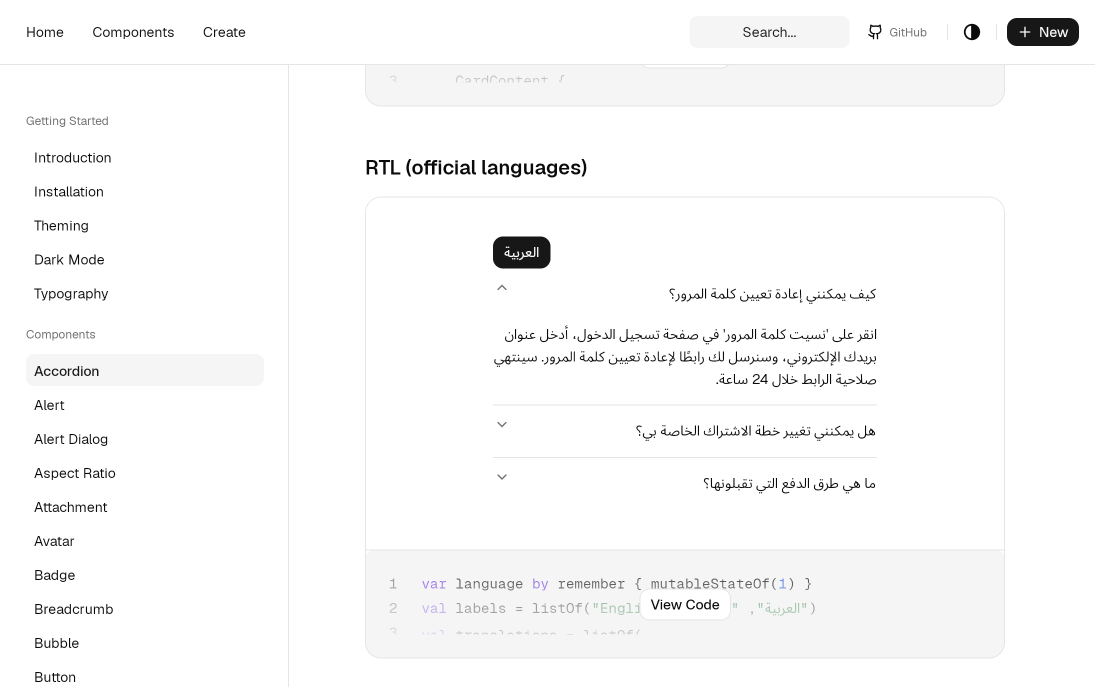 Home
Components
Create
Search...
GitHub
New
Getting Started
Introduction
Installation
Theming
Dark Mode
Typography
Components
Accordion
Alert
Alert Dialog
Aspect Ratio
Attachment
Avatar
Badge
Breadcrumb
Bubble
Button
3 CardContent {
RTL (official languages)
العربية
كيف يمكنني إعادة تعيين كلمة المرور؟
انقر على 'نسيت كلمة المرور' في صفحة تسجيل الدخول، أدخل عنوان
بريدك الإلكتروني، وسنرسل لك رابطًا لإعادة تعيين كلمة المرور. سينتهي
صلاحية الرابط خلال 24 ساعة.
هل يمكنني تغيير خطة الاشتراك الخاصة بي؟
ما هي طرق الدفع التي تقبلونها؟
1 var language by remember { mutableStateOf(1) }
2 val labels = listOf("Engli ", "العربية")
View Code
3 val translations = listOf(